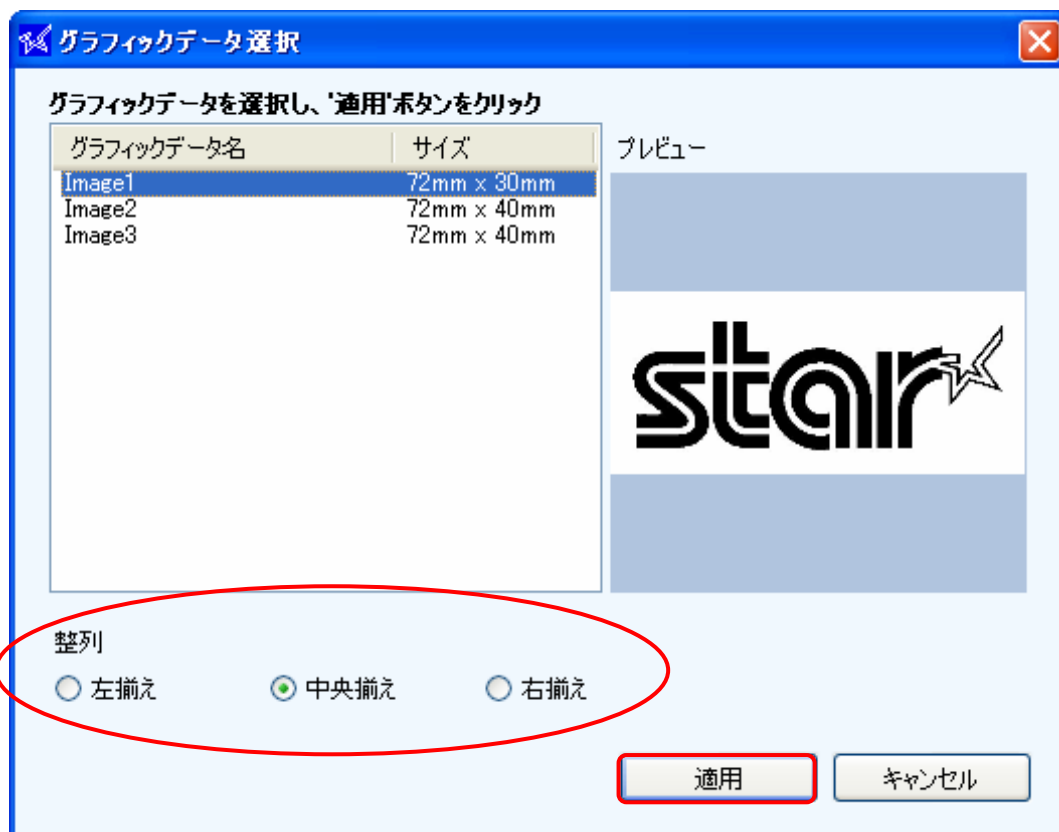 グラフィックデータ選択
グラフィックデータを選択し、'適用'ボタンをクリック
グラフィックデータ名 サイズ プレビュー
Image1 72mm x 30mm
Image2 72mm x 40mm
Image3 72mm x 40mm
star
整列
左揃え 中央揃え 右揃え
適用 キャンセル